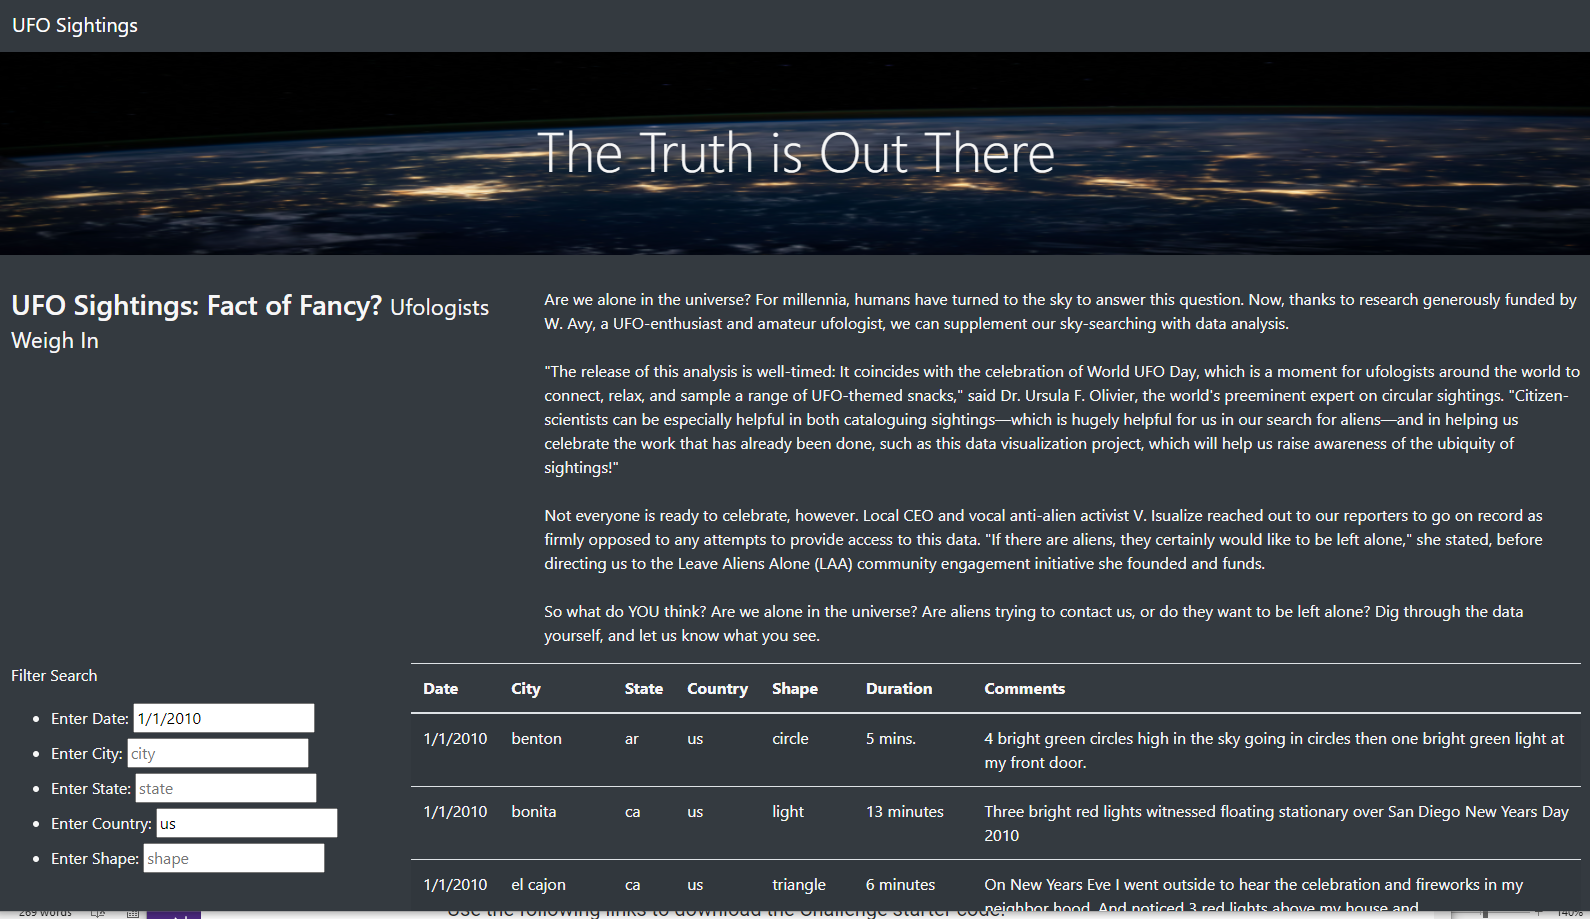 UFO Sightings
The Truth is Out There
UFO Sightings: Fact of Fancy? Ufologists
Weigh In
Are we alone in the universe? For millennia, humans have turned to the sky to answer this question. Now, thanks to research generously funded by
W. Avy, a UFO-enthusiast and amateur ufologist, we can supplement our sky-searching with data analysis.
"The release of this analysis is well-timed: It coincides with the celebration of World UFO Day, which is a moment for ufologists around the world to
connect, relax, and sample a range of UFO-themed snacks," said Dr. Ursula F. Olivier, the world's preeminent expert on circular sightings. "Citizen-
scientists can be especially helpful in both cataloguing sightings—which is hugely helpful for us in our search for aliens—and in helping us
celebrate the work that has already been done, such as this data visualization project, which will help us raise awareness of the ubiquity of
sightings!"
Not everyone is ready to celebrate, however. Local CEO and vocal anti-alien activist V. Isualize reached out to our reporters to go on record as
firmly opposed to any attempts to provide access to this data. "If there are aliens, they certainly would like to be left alone," she stated, before
directing us to the Leave Aliens Alone (LAA) community engagement initiative she founded and funds.
So what do YOU think? Are we alone in the universe? Are aliens trying to contact us, or do they want to be left alone? Dig through the data
yourself, and let us know what you see.
Filter Search
Enter Date: 1/1/2010
Enter City: city
Enter State: state
Enter Country: us
Enter Shape: shape
Date City State Country Shape Duration Comments
1/1/2010 benton ar us circle 5 mins. 4 bright green circles high in the sky going in circles then one bright green light at
my front door.
1/1/2010 bonita ca us light 13 minutes Three bright red lights witnessed floating stationary over San Diego New Years Day
2010
1/1/2010 el cajon ca us triangle 6 minutes On New Years Eve I went outside to hear the celebration and fireworks in my
neighbor hood. And noticed 3 red lights above my house and
269 words
Use the following links to download the Challenge starter code.
140%